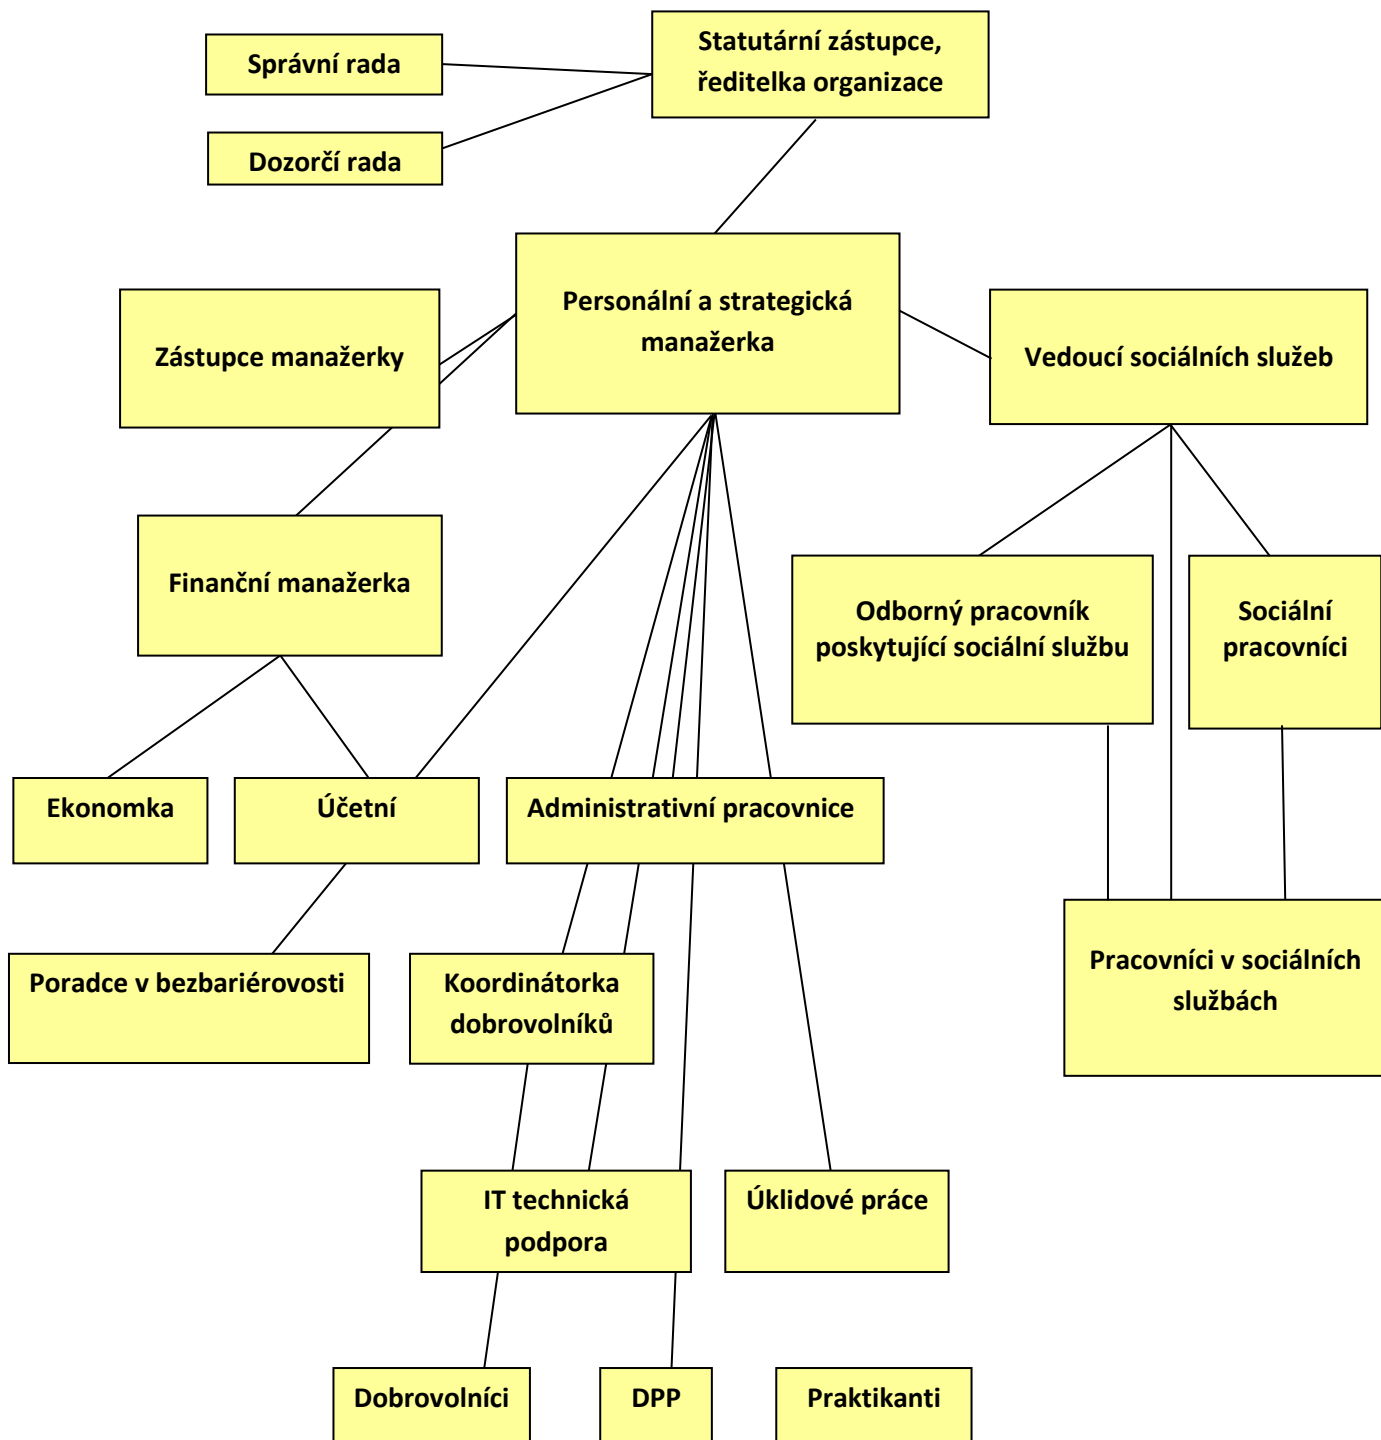 Statutární zástupce,
ředitelka organizace
Správní rada
Dozorčí rada
Personální a strategická
manažerka
Zástupce manažerky
Vedoucí sociálních služeb
Finanční manažerka
Odborný pracovník
poskytující sociální službu
Sociální
pracovníci
Ekonomka
Účetní
Administrativní pracovnice
Poradce v bezbariérovosti
Koordinátorka
dobrovolníků
Pracovníci v sociálních
službách
IT technická
podpora
Úklidové práce
Dobrovolníci
DPP
Praktikanti